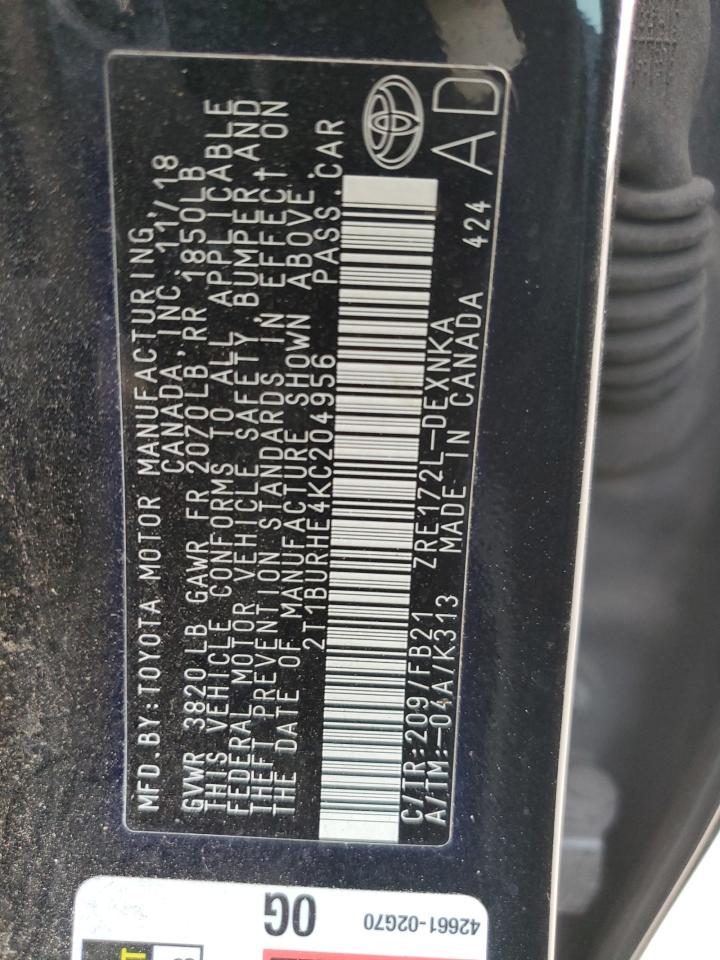 MFD. BY: TOYOTA MOTOR MANUFACTURING,
CANADA, INC. 11/18
GVWR 3820 LB GAWR FR 2020LB RR 1850LB
THIS VEHICLE CONFORMS TO ALL APPLICABLE
FEDERAL MOTOR VEHICLE SAFETY, BUMPER AND
THEFT PREVENTION STANDARDS IN EFFECT ON
THE DATE OF MANUFACTURE SHOWN ABOVE.
2T1BURHE4KC204956 PASS.CAR
C/TR:209/FB21 ZRE172L-DEXNKA
A/TM:-04A/K313 MADE IN CANADA 424
AD
0G
42661-02G70